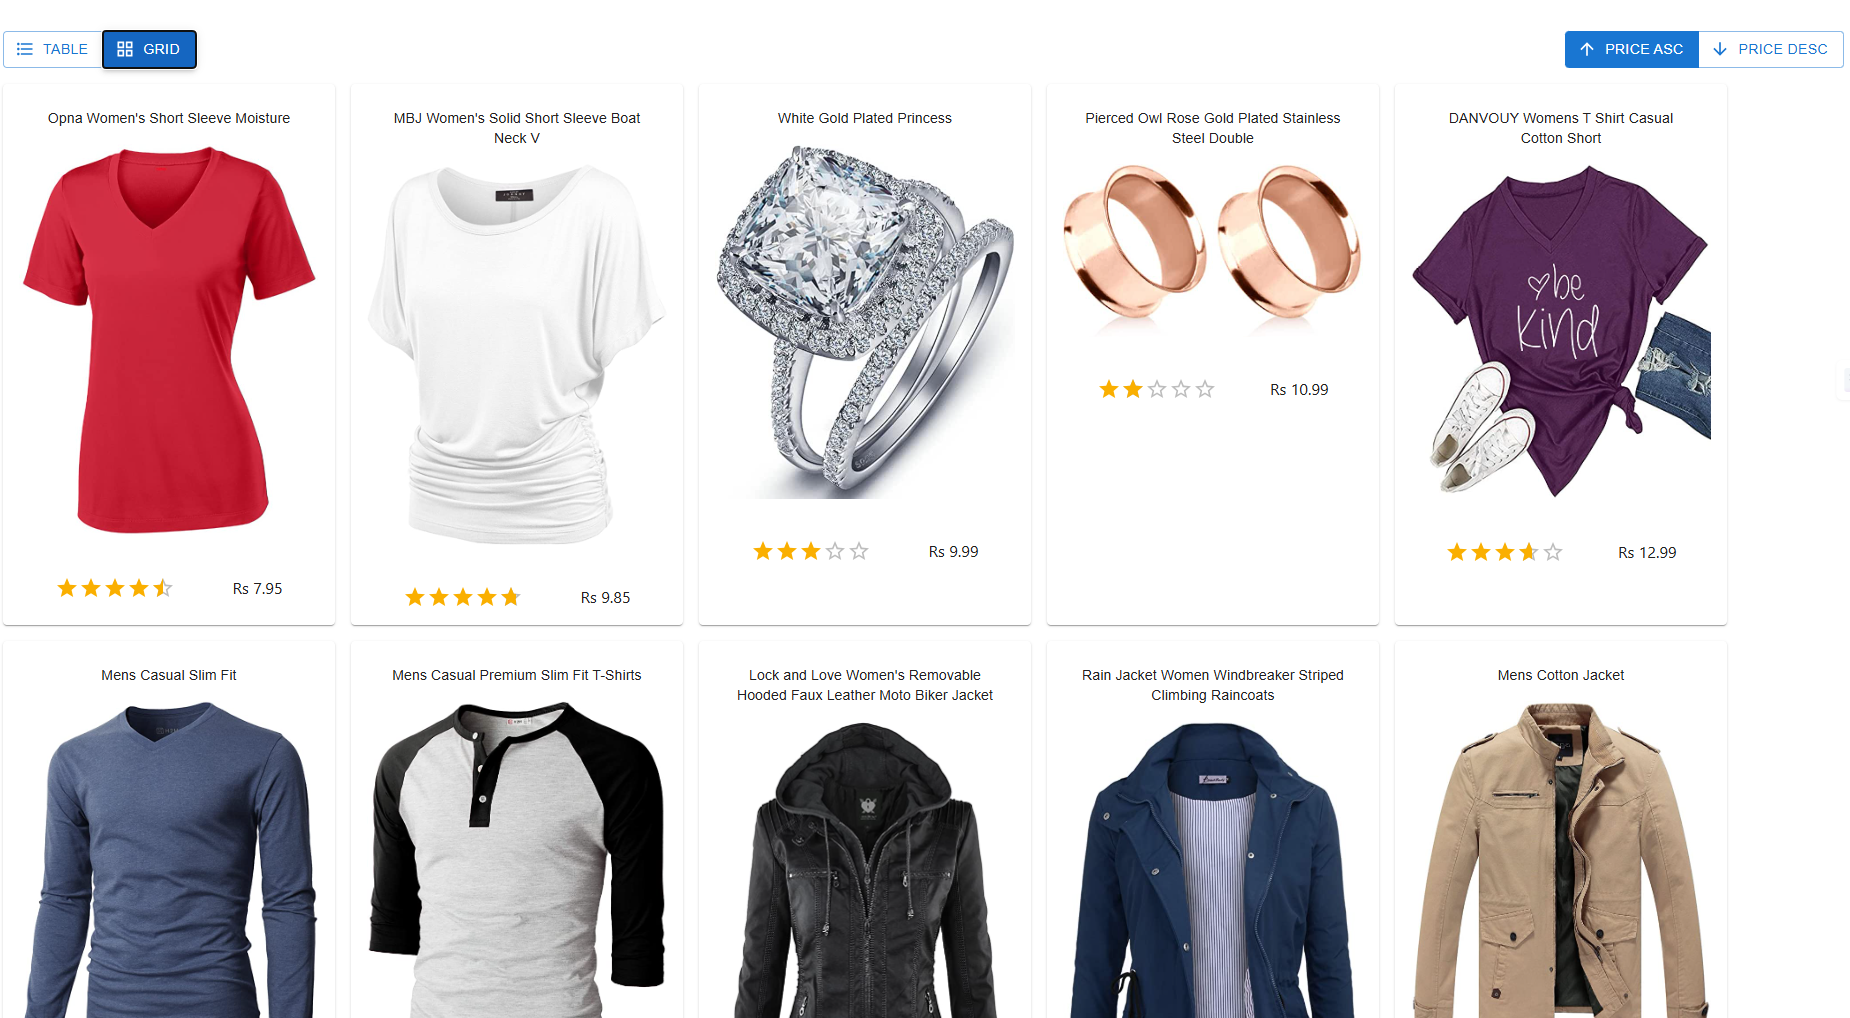 TABLE
GRID
PRICE ASC
PRICE DESC
Opna Women's Short Sleeve Moisture
Rs 7.95
MBJ Women's Solid Short Sleeve Boat
Neck V
Rs 9.85
White Gold Plated Princess
Rs 9.99
Pierced Owl Rose Gold Plated Stainless
Steel Double
Rs 10.99
DANVOUY Womens T Shirt Casual
Cotton Short
be
kind
Rs 12.99
Mens Casual Slim Fit
Mens Casual Premium Slim Fit T-Shirts
Lock and Love Women's Removable
Hooded Faux Leather Moto Biker Jacket
Rain Jacket Women Windbreaker Striped
Climbing Raincoats
Mens Cotton Jacket